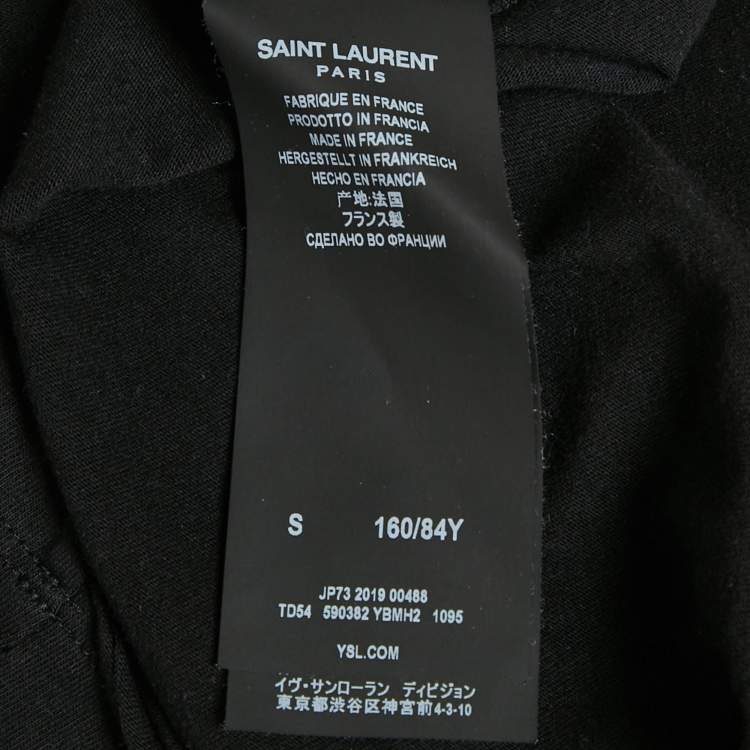 SAINT LAURENT
PARIS
FABRIQUE EN FRANCE
PRODOTTO IN FRANCIA
MADE IN FRANCE
HERGESTELLT IN FRANKREICH
HECHO EN FRANCIA
产地:法国
フランス製
СДЕЛАНО ВО ФРАНЦИИ
S 160/84Y
JP73 2019 00488
TD54 590382 YBMH2 1095
YSL.COM
イヴ・サンローラン ディビジョン
東京都渋谷区神宮前4-3-10